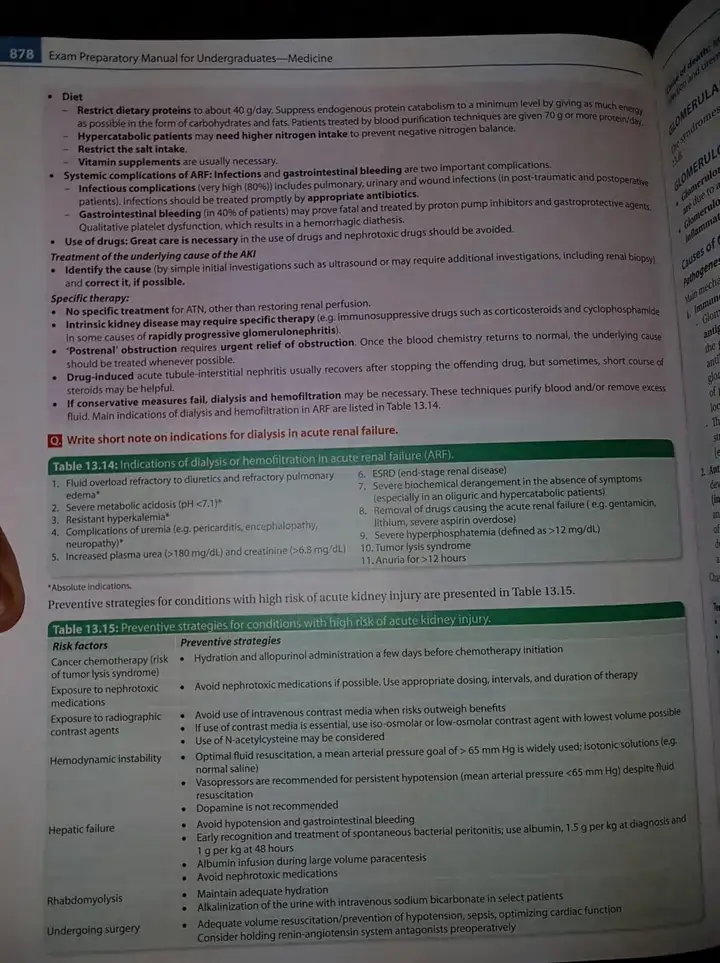 878 Exam Preparatory Manual for Undergraduates—Medicine
• Diet
– Restrict dietary proteins to about 40 g/day. Suppress endogenous protein catabolism to a minimum level by giving as much energy
as possible in the form of carbohydrates and fats. Patients treated by blood purification techniques are given 70 g or more protein/day.
– Hypercatabolic patients may need higher nitrogen intake to prevent negative nitrogen balance.
– Restrict the salt intake.
– Vitamin supplements are usually necessary.
• Systemic complications of ARF: Infections and gastrointestinal bleeding are two important complications.
– Infectious complications (very high (80%)) includes pulmonary, urinary and wound infections (in post-traumatic and postoperative
patients). Infections should be treated promptly by appropriate antibiotics.
– Gastrointestinal bleeding (in 40% of patients) may prove fatal and treated by proton pump inhibitors and gastroprotective agents.
Qualitative platelet dysfunction, which results in a hemorrhagic diathesis.
• Use of drugs: Great care is necessary in the use of drugs and nephrotoxic drugs should be avoided.
Treatment of the underlying cause of the AKI
• Identify the cause (by simple initial investigations such as ultrasound or may require additional investigations, including renal biopsy)
and correct it, if possible.
Specific therapy:
• No specific treatment for ATN, other than restoring renal perfusion.
• Intrinsic kidney disease may require specific therapy (e.g. immunosuppressive drugs such as corticosteroids and cyclophosphamide
in some causes of rapidly progressive glomerulonephritis).
• 'Postrenal' obstruction requires urgent relief of obstruction. Once the blood chemistry returns to normal, the underlying cause
should be treated whenever possible.
• Drug-induced acute tubule-interstitial nephritis usually recovers after stopping the offending drug, but sometimes, short course of
steroids may be helpful.
• If conservative measures fail, dialysis and hemofiltration may be necessary. These techniques purify blood and/or remove excess
fluid. Main indications of dialysis and hemofiltration in ARF are listed in Table 13.14.
Q. Write short note on indications for dialysis in acute renal failure.
Table 13.14: Indications of dialysis or hemofiltration in acute renal failure (ARF).
1. Fluid overload refractory to diuretics and refractory pulmonary
edema*
2. Severe metabolic acidosis (pH <7.1)*
3. Resistant hyperkalemia*
4. Complications of uremia (e.g. pericarditis, encephalopathy,
neuropathy)*
5. Increased plasma urea (>180 mg/dL) and creatinine (>6.8 mg/dL)
6. ESRD (end-stage renal disease)
7. Severe biochemical derangement in the absence of symptoms
(especially in an oliguric and hypercatabolic patients)
8. Removal of drugs causing the acute renal failure ( e.g. gentamicin,
lithium, severe aspirin overdose)
9. Severe hyperphosphatemia (defined as >12 mg/dL)
10. Tumor lysis syndrome
11. Anuria for >12 hours
*Absolute indications.
Preventive strategies for conditions with high risk of acute kidney injury are presented in Table 13.15.
Table 13.15: Preventive strategies for conditions with high risk of acute kidney injury.
Risk factors Preventive strategies
Cancer chemotherapy (risk • Hydration and allopurinol administration a few days before chemotherapy initiation
of tumor lysis syndrome)
Exposure to nephrotoxic • Avoid nephrotoxic medications if possible. Use appropriate dosing, intervals, and duration of therapy
medications
Exposure to radiographic • Avoid use of intravenous contrast media when risks outweigh benefits
contrast agents • If use of contrast media is essential, use iso-osmolar or low-osmolar contrast agent with lowest volume possible
• Use of N-acetylcysteine may be considered
Hemodynamic instability • Optimal fluid resuscitation, a mean arterial pressure goal of > 65 mm Hg is widely used; isotonic solutions (e.g.
normal saline)
• Vasopressors are recommended for persistent hypotension (mean arterial pressure <65 mm Hg) despite fluid
resuscitation
• Dopamine is not recommended
Hepatic failure • Avoid hypotension and gastrointestinal bleeding
• Early recognition and treatment of spontaneous bacterial peritonitis; use albumin, 1.5 g per kg at diagnosis and
1 g per kg at 48 hours
• Albumin infusion during large volume paracentesis
• Avoid nephrotoxic medications
Rhabdomyolysis • Maintain adequate hydration
• Alkalinization of the urine with intravenous sodium bicarbonate in select patients
Undergoing surgery • Adequate volume resuscitation/prevention of hypotension, sepsis, optimizing cardiac function
Consider holding renin-angiotensin system antagonists preoperatively